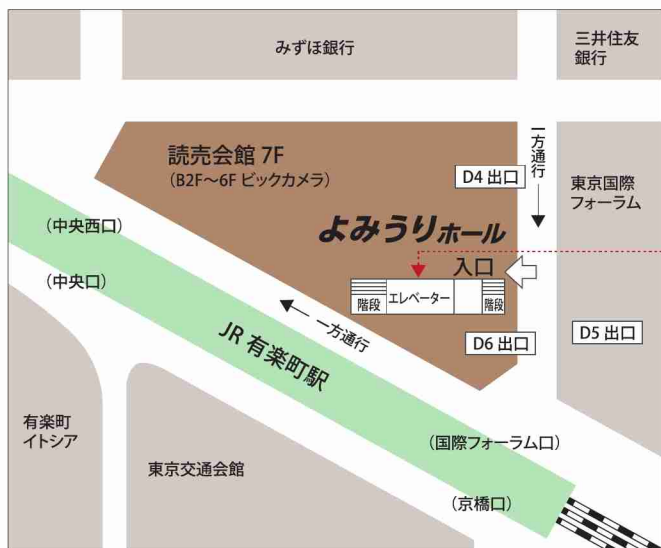 みずほ銀行
三井住友
銀行
読売会館 7F
(B2F～6F ビックカメラ)
D4 出口
一方通行
東京国際
フォーラム
よみうりホール
(中央西口)
(中央口)
入口
階段
エレベーター
階段
一方通行
D6 出口
D5 出口
JR 有楽町駅
有楽町
イトシア
東京交通会館
(国際フォーラム口)
(京橋口)